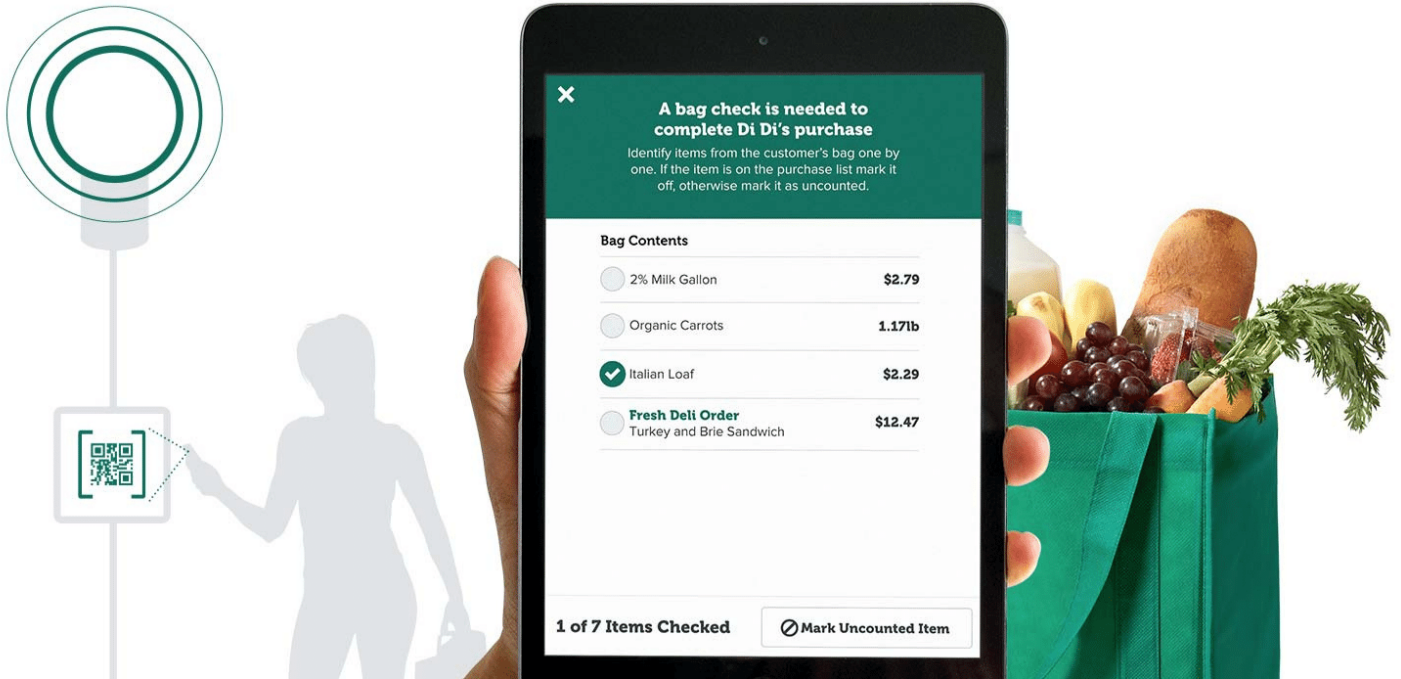 A bag check is needed to
complete Di Di’s purchase
Identify items from the customer's bag one by
one. If the item is on the purchase list mark it
off, otherwise mark it as uncounted.
Bag Contents
2% Milk Gallon $2.79
Organic Carrots 1.17lb
Italian Loaf $2.29
Fresh Deli Order
Turkey and Brie Sandwich $12.47
1 of 7 Items Checked
Mark Uncounted Item